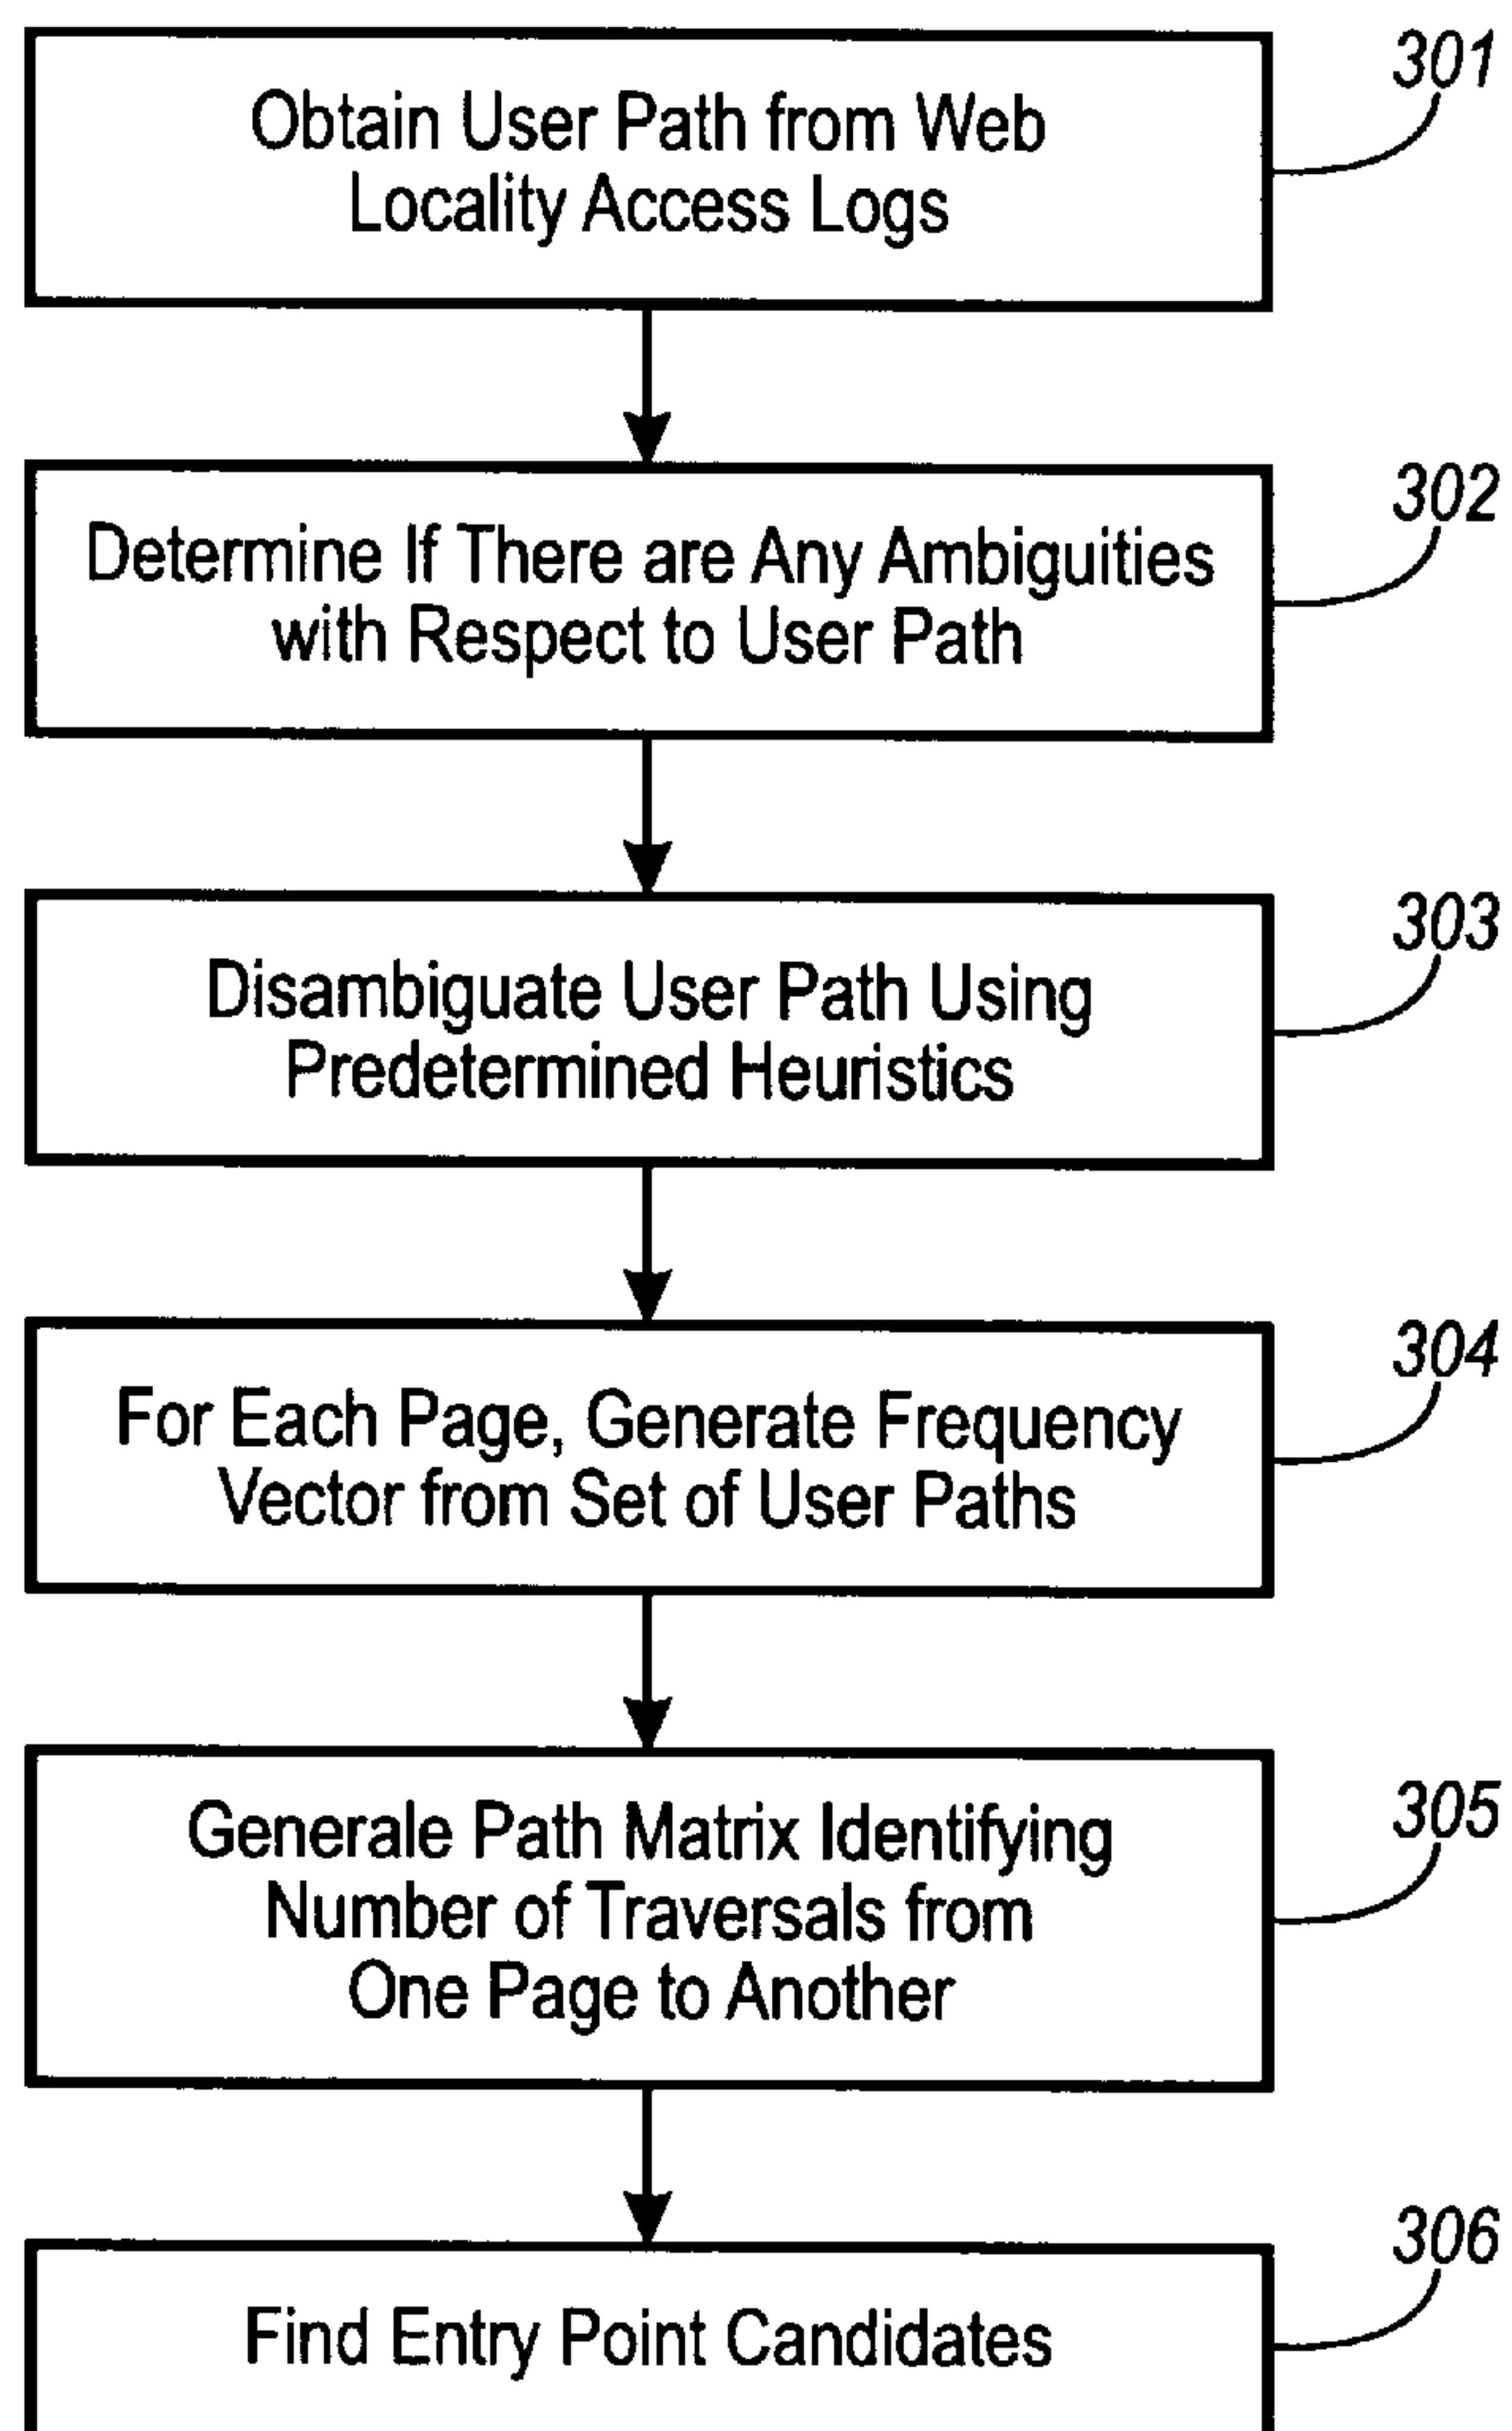 301
Obtain User Path from Web
Locality Access Logs
302
Determine If There are Any Ambiguities
with Respect to User Path
303
Disambiguate User Path Using
Predetermined Heuristics
304
For Each Page, Generate Frequency
Vector from Set of User Paths
305
Generale Path Matrix Identifying
Number of Traversals from
One Page to Another
306
Find Entry Point Candidates